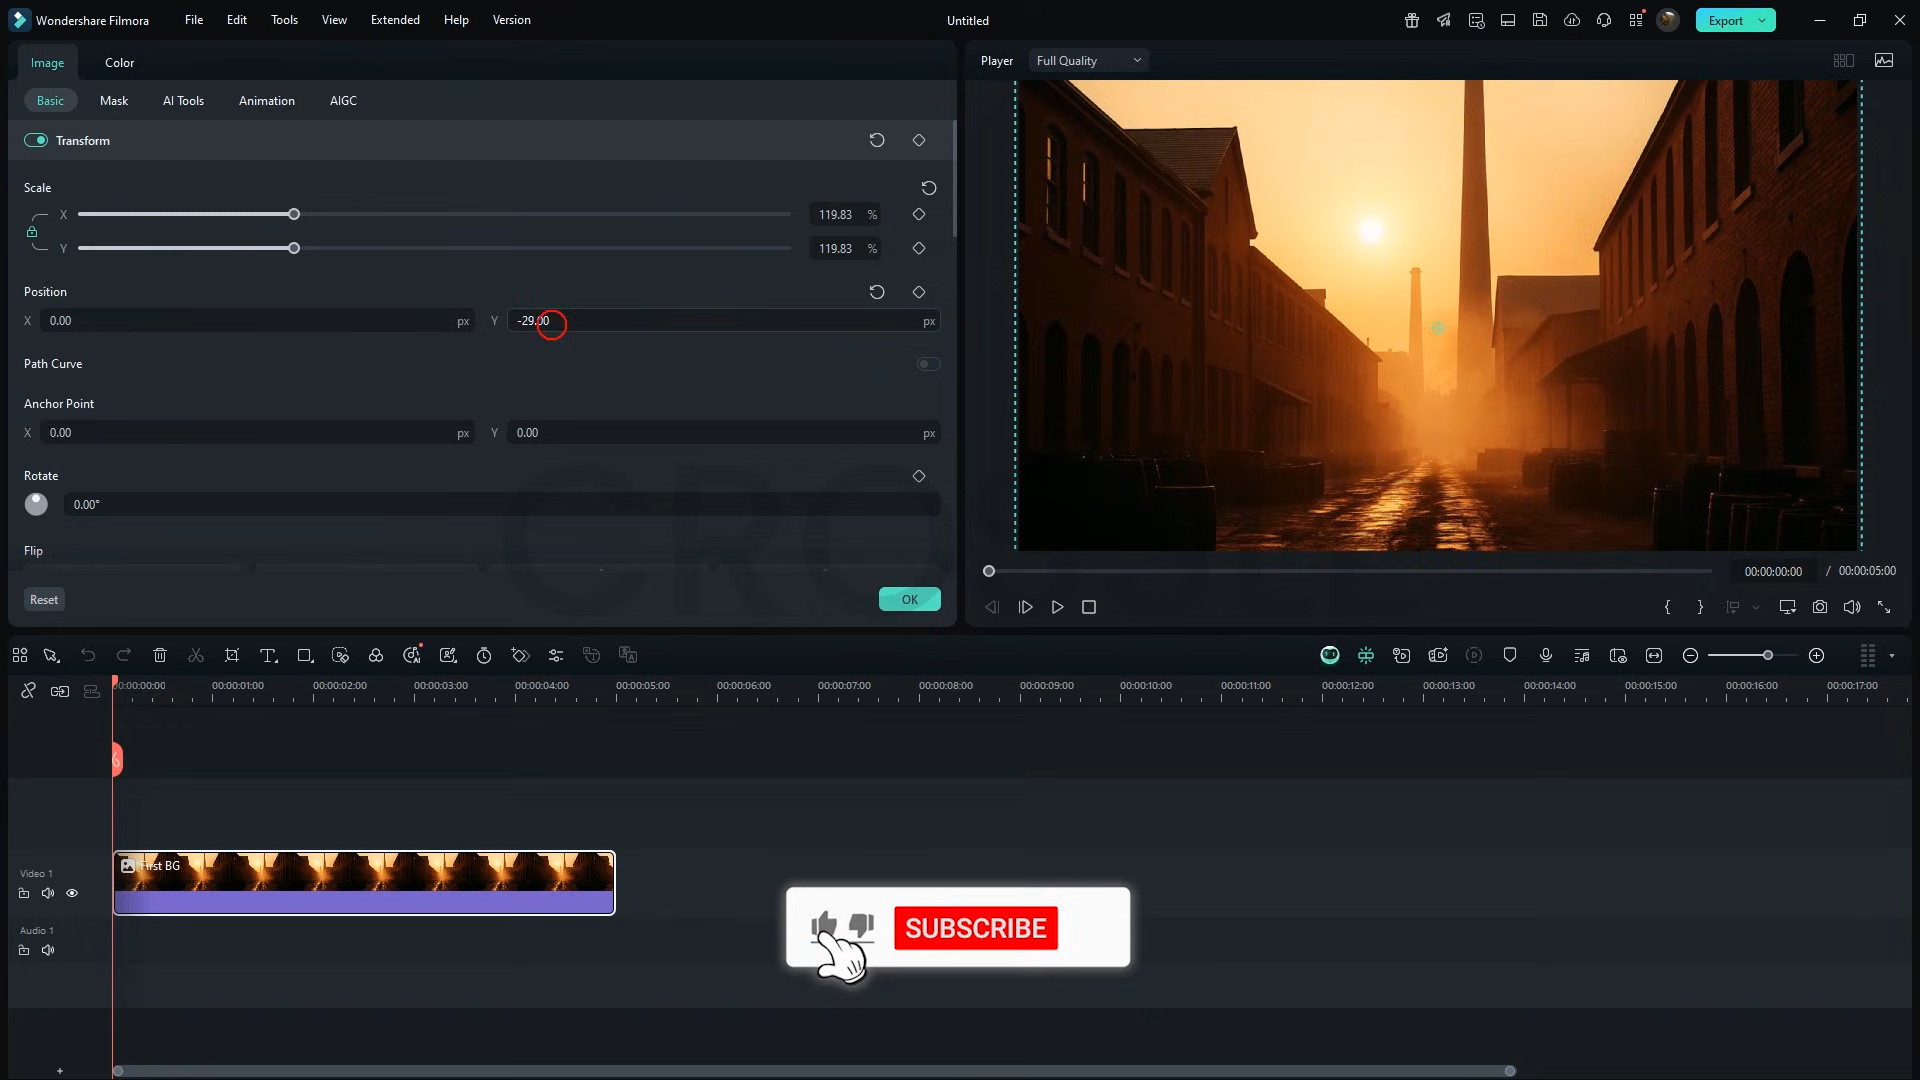 Wondershare Filmora File Edit Tools View Extended Help Version Untitled Export
Image Color
Player Full Quality
Basic Mask AI Tools Animation AIGC
Transform
Scale
X 119.83 %
Y 119.83 %
Position
X 0.00 px Y -29.00 px
Path Curve
Anchor Point
X 0.00 px Y 0.00 px
Rotate
0.00°
CRO
Flip
Reset OK
00:00:00:00 / 00:00:05:00
00:00:00:00 00:00:01:00 00:00:02:00 00:00:03:00 00:00:04:00 00:00:05:00 00:00:06:00 00:00:07:00 00:00:08:00 00:00:09:00 00:00:10:00 00:00:11:00 00:00:12:00 00:00:13:00 00:00:14:00 00:00:15:00 00:00:16:00 00:00:17:00
First BG
Video 1
SUBSCRIBE
Audio 1